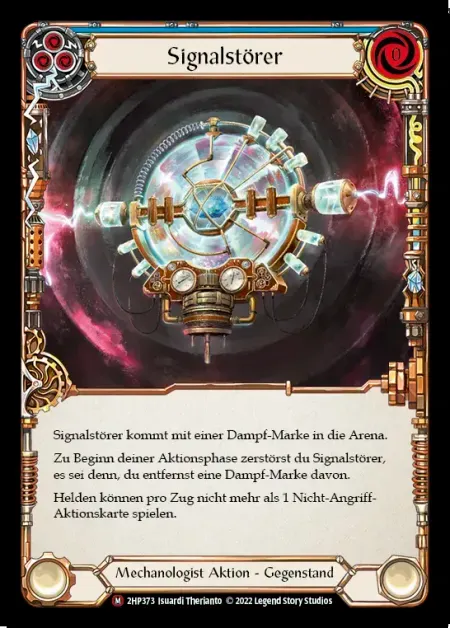 Signalstörer
0
Signalstörer kommt mit einer Dampf-Marke in die Arena.
Zu Beginn deiner Aktionsphase zerstörst du Signalstörer,
es sei denn, du entfernst eine Dampf-Marke davon.
Helden können pro Zug nicht mehr als 1 Nicht-Angriff-
Aktionskarte spielen.
Mechanologist Aktion - Gegenstand
M 2HP373 Isuardi Therianto © 2022 Legend Story Studios